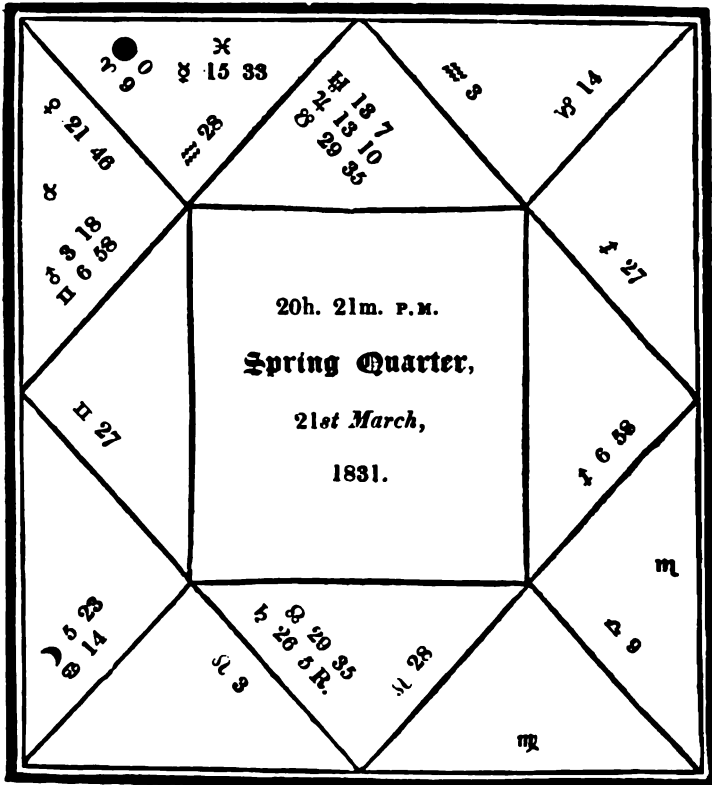 ● 0
♈ 9
♓
☿ 15 33
♒ 28
♅ 13 7
♃ 13 10
☋ 29 35
♒ 3
♑ 14
♀ 21 46
♉
♂ 3 18
♊ 6 58
♐ 27
20h. 21m. P.M.
Spring Quarter,
21st March,
1831.
♊ 27
♐ 6 58
♏
☽ 5 23
♋ 14
♌ 3
☊ 29 35
♄ 26 5 R.
♌ 28
♎ 9
♍